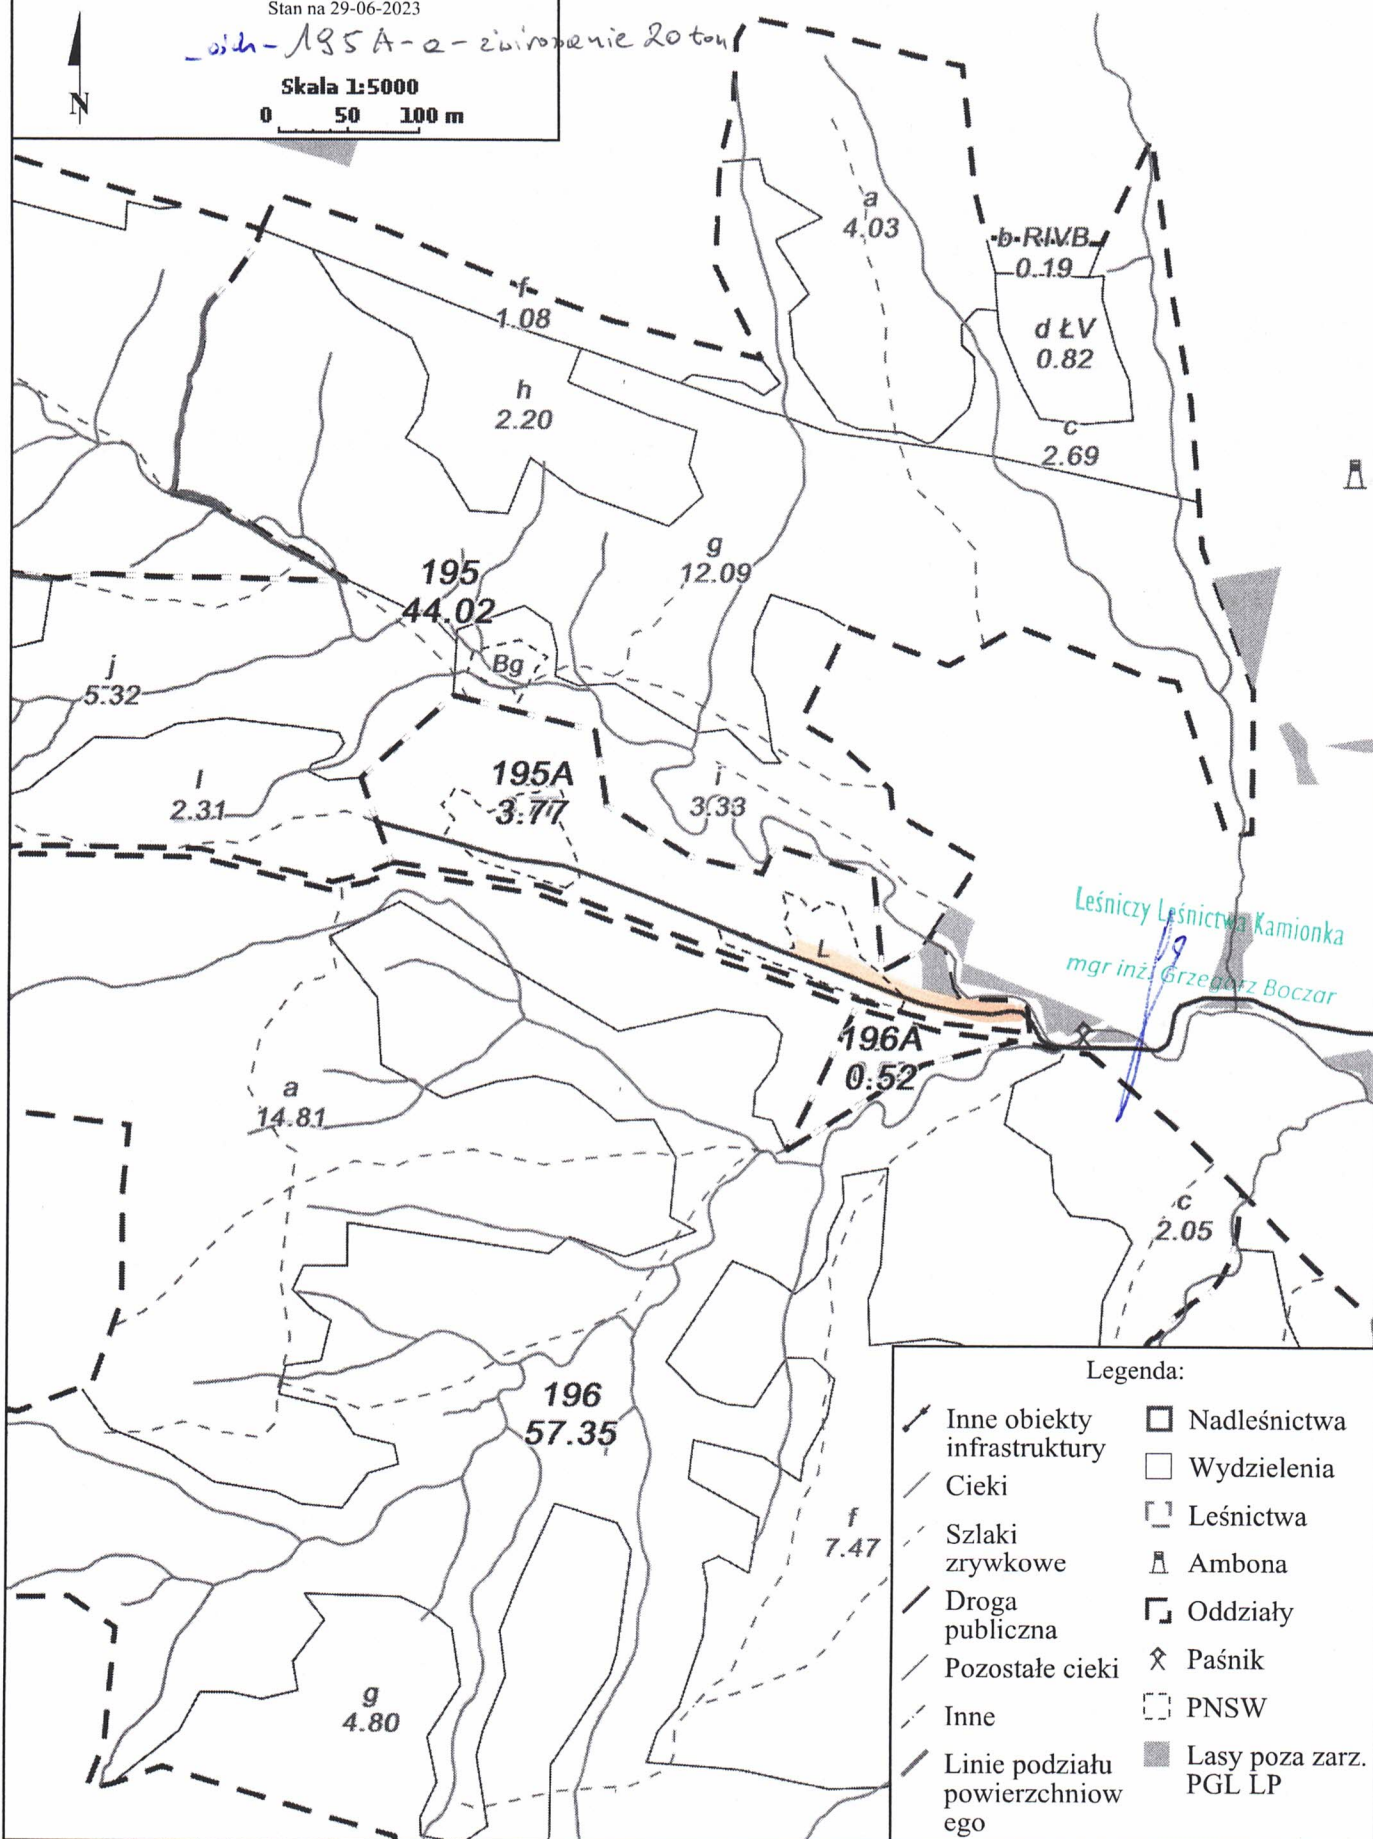 Stan na 29-06-2023
195 A-a - żwirowanie 20 ton
Skala 1:5000
0 50 100 m
N
a
4.03
b-R-IVB
0.19
f
1.08
d ŁV
0.82
h
2.20
c
2.69
g
12.09
195
44.02
Bg
j
5.32
195A
3.77
i
3.33
l
2.31
Leśniczy Leśnictwa Kamionka
mgr inż. Grzegorz Boczar
L
196A
0.52
a
14.81
c
2.05
196
57.35
f
7.47
g
4.80
Legenda:
Inne obiekty
infrastruktury
Cieki
Szlaki
zrywkowe
Droga
publiczna
Pozostałe cieki
Inne
Linie podziału
powierzchniow
ego
Nadleśnictwa
Wydzielenia
Leśnictwa
Ambona
Oddziały
Paśnik
PNSW
Lasy poza zarz.
PGL LP